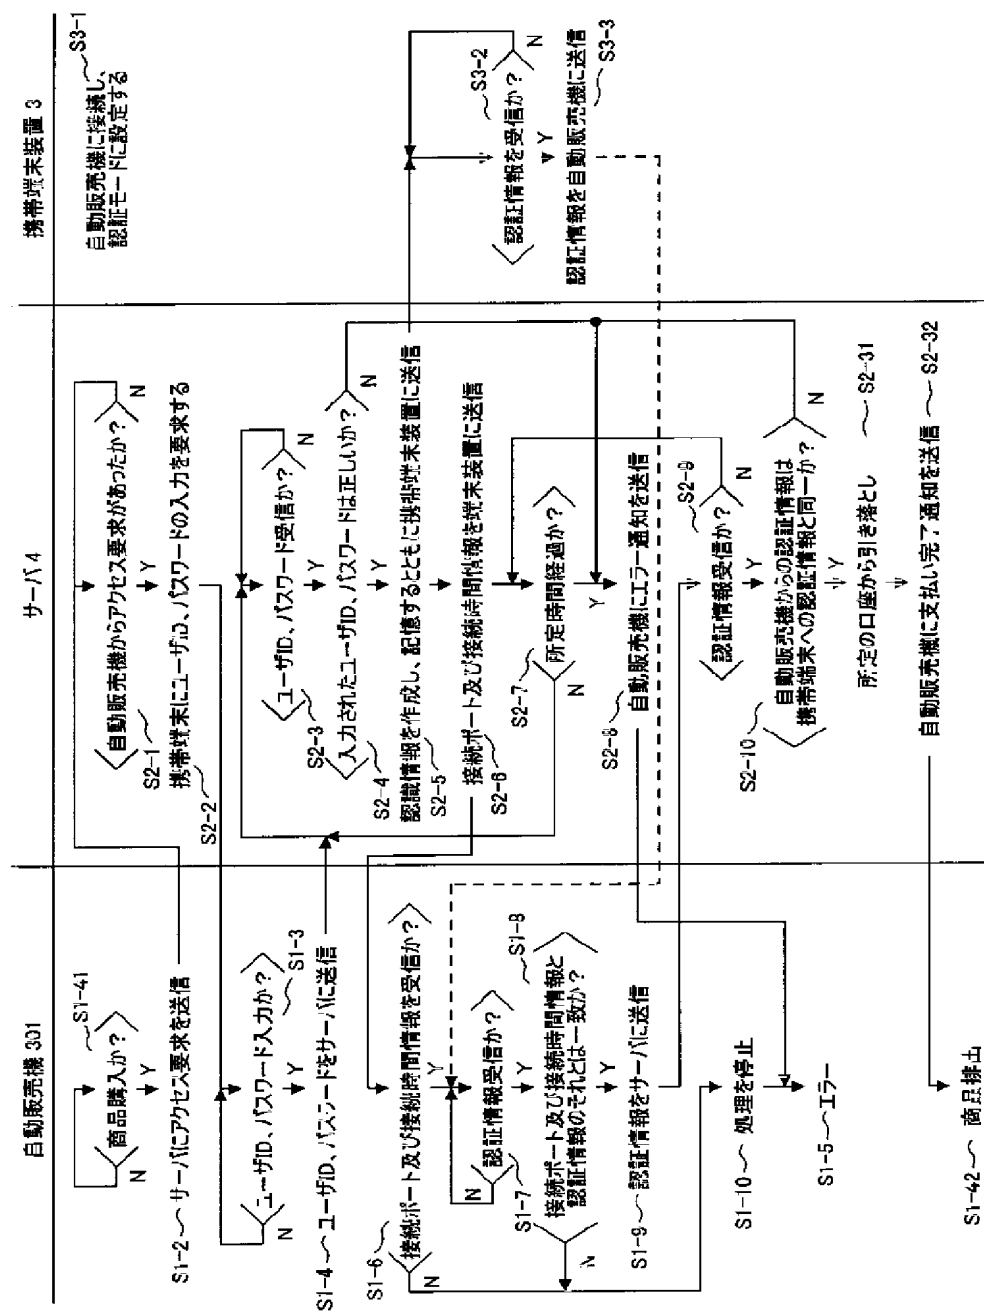 自動販売機 301
商品購入か?
S1-41
N
Y
S1-2
サーバにアクセス要求を送信
ユーザID、パスワード入力か?
S1-3
N
Y
S1-4
ユーザID、パスワードをサーバに送信
S1-6
接続ポート及び接続時間情報を受信か?
N
Y
認証情報受信か?
S1-7
N
Y
S1-8
接続ポート及び接続時間情報と
認証情報のそれとは一致か?
N
Y
S1-9
認証情報をサーバに送信
S1-10
処理を停止
S1-5
エラー
S1-42
商品排出
サーバ 4
自動販売機からアクセス要求があったか?
S2-1
N
Y
携帯端末にユーザID、パスワードの入力を要求する
S2-2
ユーザID、パスワード受信か?
S2-3
N
Y
入力されたユーザID、パスワードは正しいか?
S2-4
N
Y
認識情報を作成し、記憶するとともに携帯端末装置に送信
S2-5
接続ポート及び接続時間情報を端末装置に送信
S2-6
所定時間経過か?
S2-7
N
Y
自動販売機にエラー通知を送信
S2-8
認証情報受信か?
S2-9
N
Y
自動販売機からの認証情報は
携帯端末への認証情報と同一か?
S2-10
N
Y
所定の口座から引き落とし
S2-31
自動販売機に支払い完了通知を送信
S2-32
携帯端末装置 3
自動販売機に接続し、
認証モードに設定する
S3-1
認証情報を受信か?
S3-2
N
Y
認証情報を自動販売機に送信
S3-3